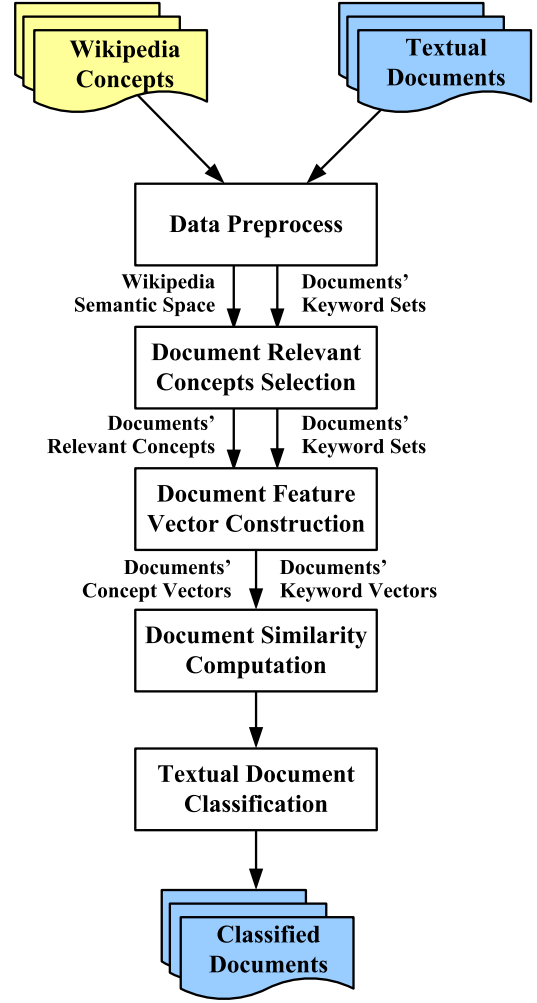 Wikipedia
Concepts
Textual
Documents
Data Preprocess
Wikipedia
Semantic Space
Documents’
Keyword Sets
Document Relevant
Concepts Selection
Documents’
Relevant Concepts
Documents’
Keyword Sets
Document Feature
Vector Construction
Documents’
Concept Vectors
Documents’
Keyword Vectors
Document Similarity
Computation
Textual Document
Classification
Classified
Documents